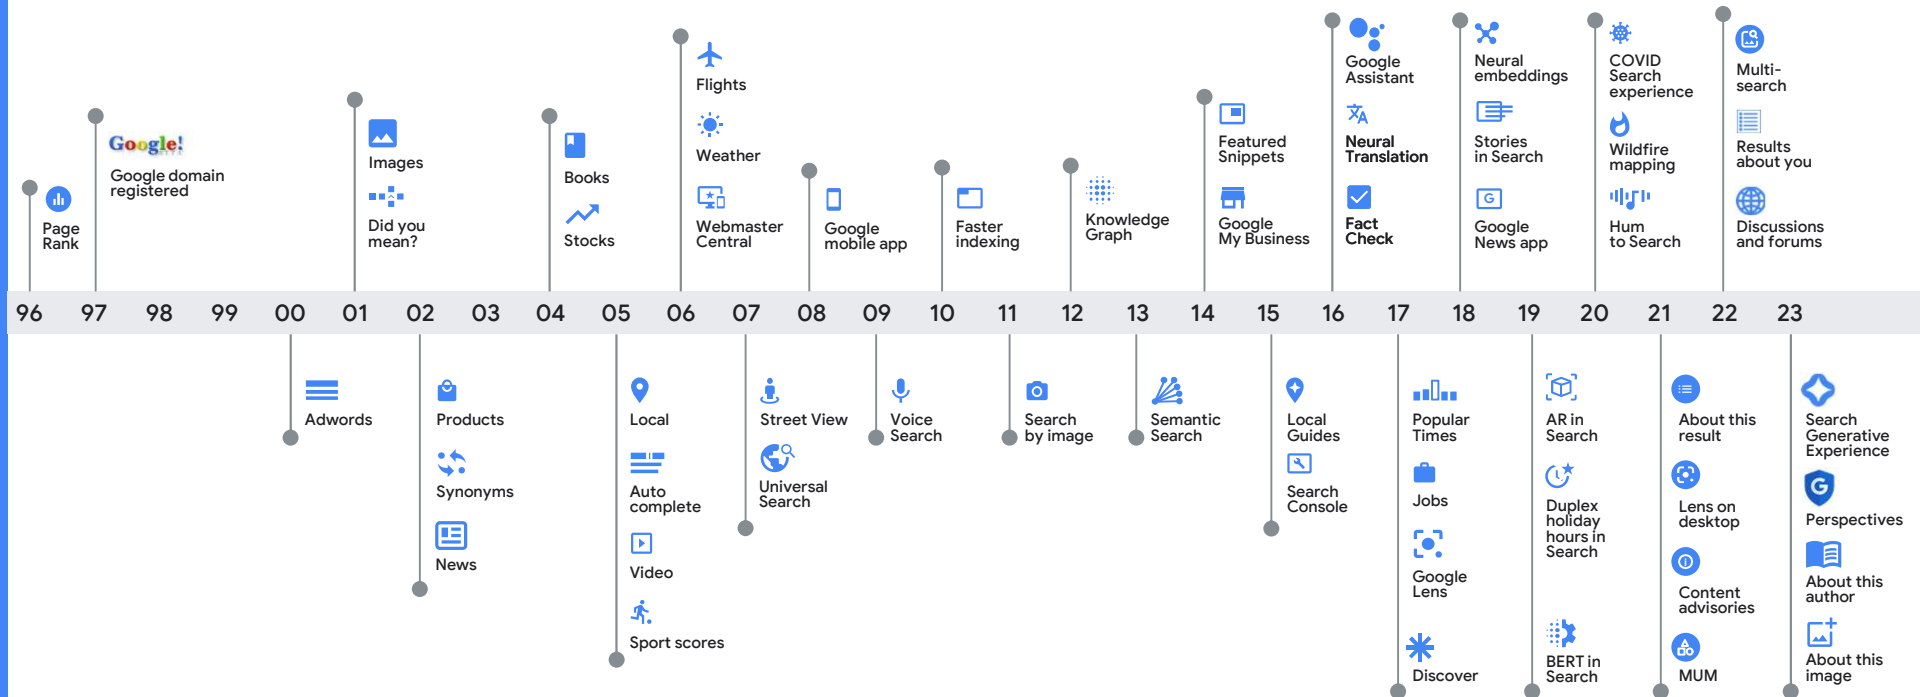 Page
Rank
Google!
BETA
Google domain
registered
Images
Did you
mean?
Books
Stocks
Flights
Weather
Webmaster
Central
Google
mobile app
Faster
indexing
Knowledge
Graph
Featured
Snippets
Google
My Business
Google
Assistant
Neural
Translation
Fact
Check
Neural
embeddings
Stories
in Search
G
Google
News app
COVID
Search
experience
Wildfire
mapping
Hum
to Search
Multi-
search
Results
about you
Discussions
and forums
96 97 98 99 00 01 02 03 04 05 06 07 08 09 10 11 12 13 14 15 16 17 18 19 20 21 22 23
Adwords
Products
Synonyms
News
Local
Auto
complete
Video
Sport scores
Street View
Universal
Search
Voice
Search
Search
by image
Semantic
Search
Local
Guides
Search
Console
Popular
Times
Jobs
Google
Lens
Discover
AR in
Search
Duplex
holiday
hours in
Search
BERT in
Search
About this
result
Lens on
desktop
Content
advisories
MUM
Search
Generative
Experience
G
Perspectives
About this
author
About this
image